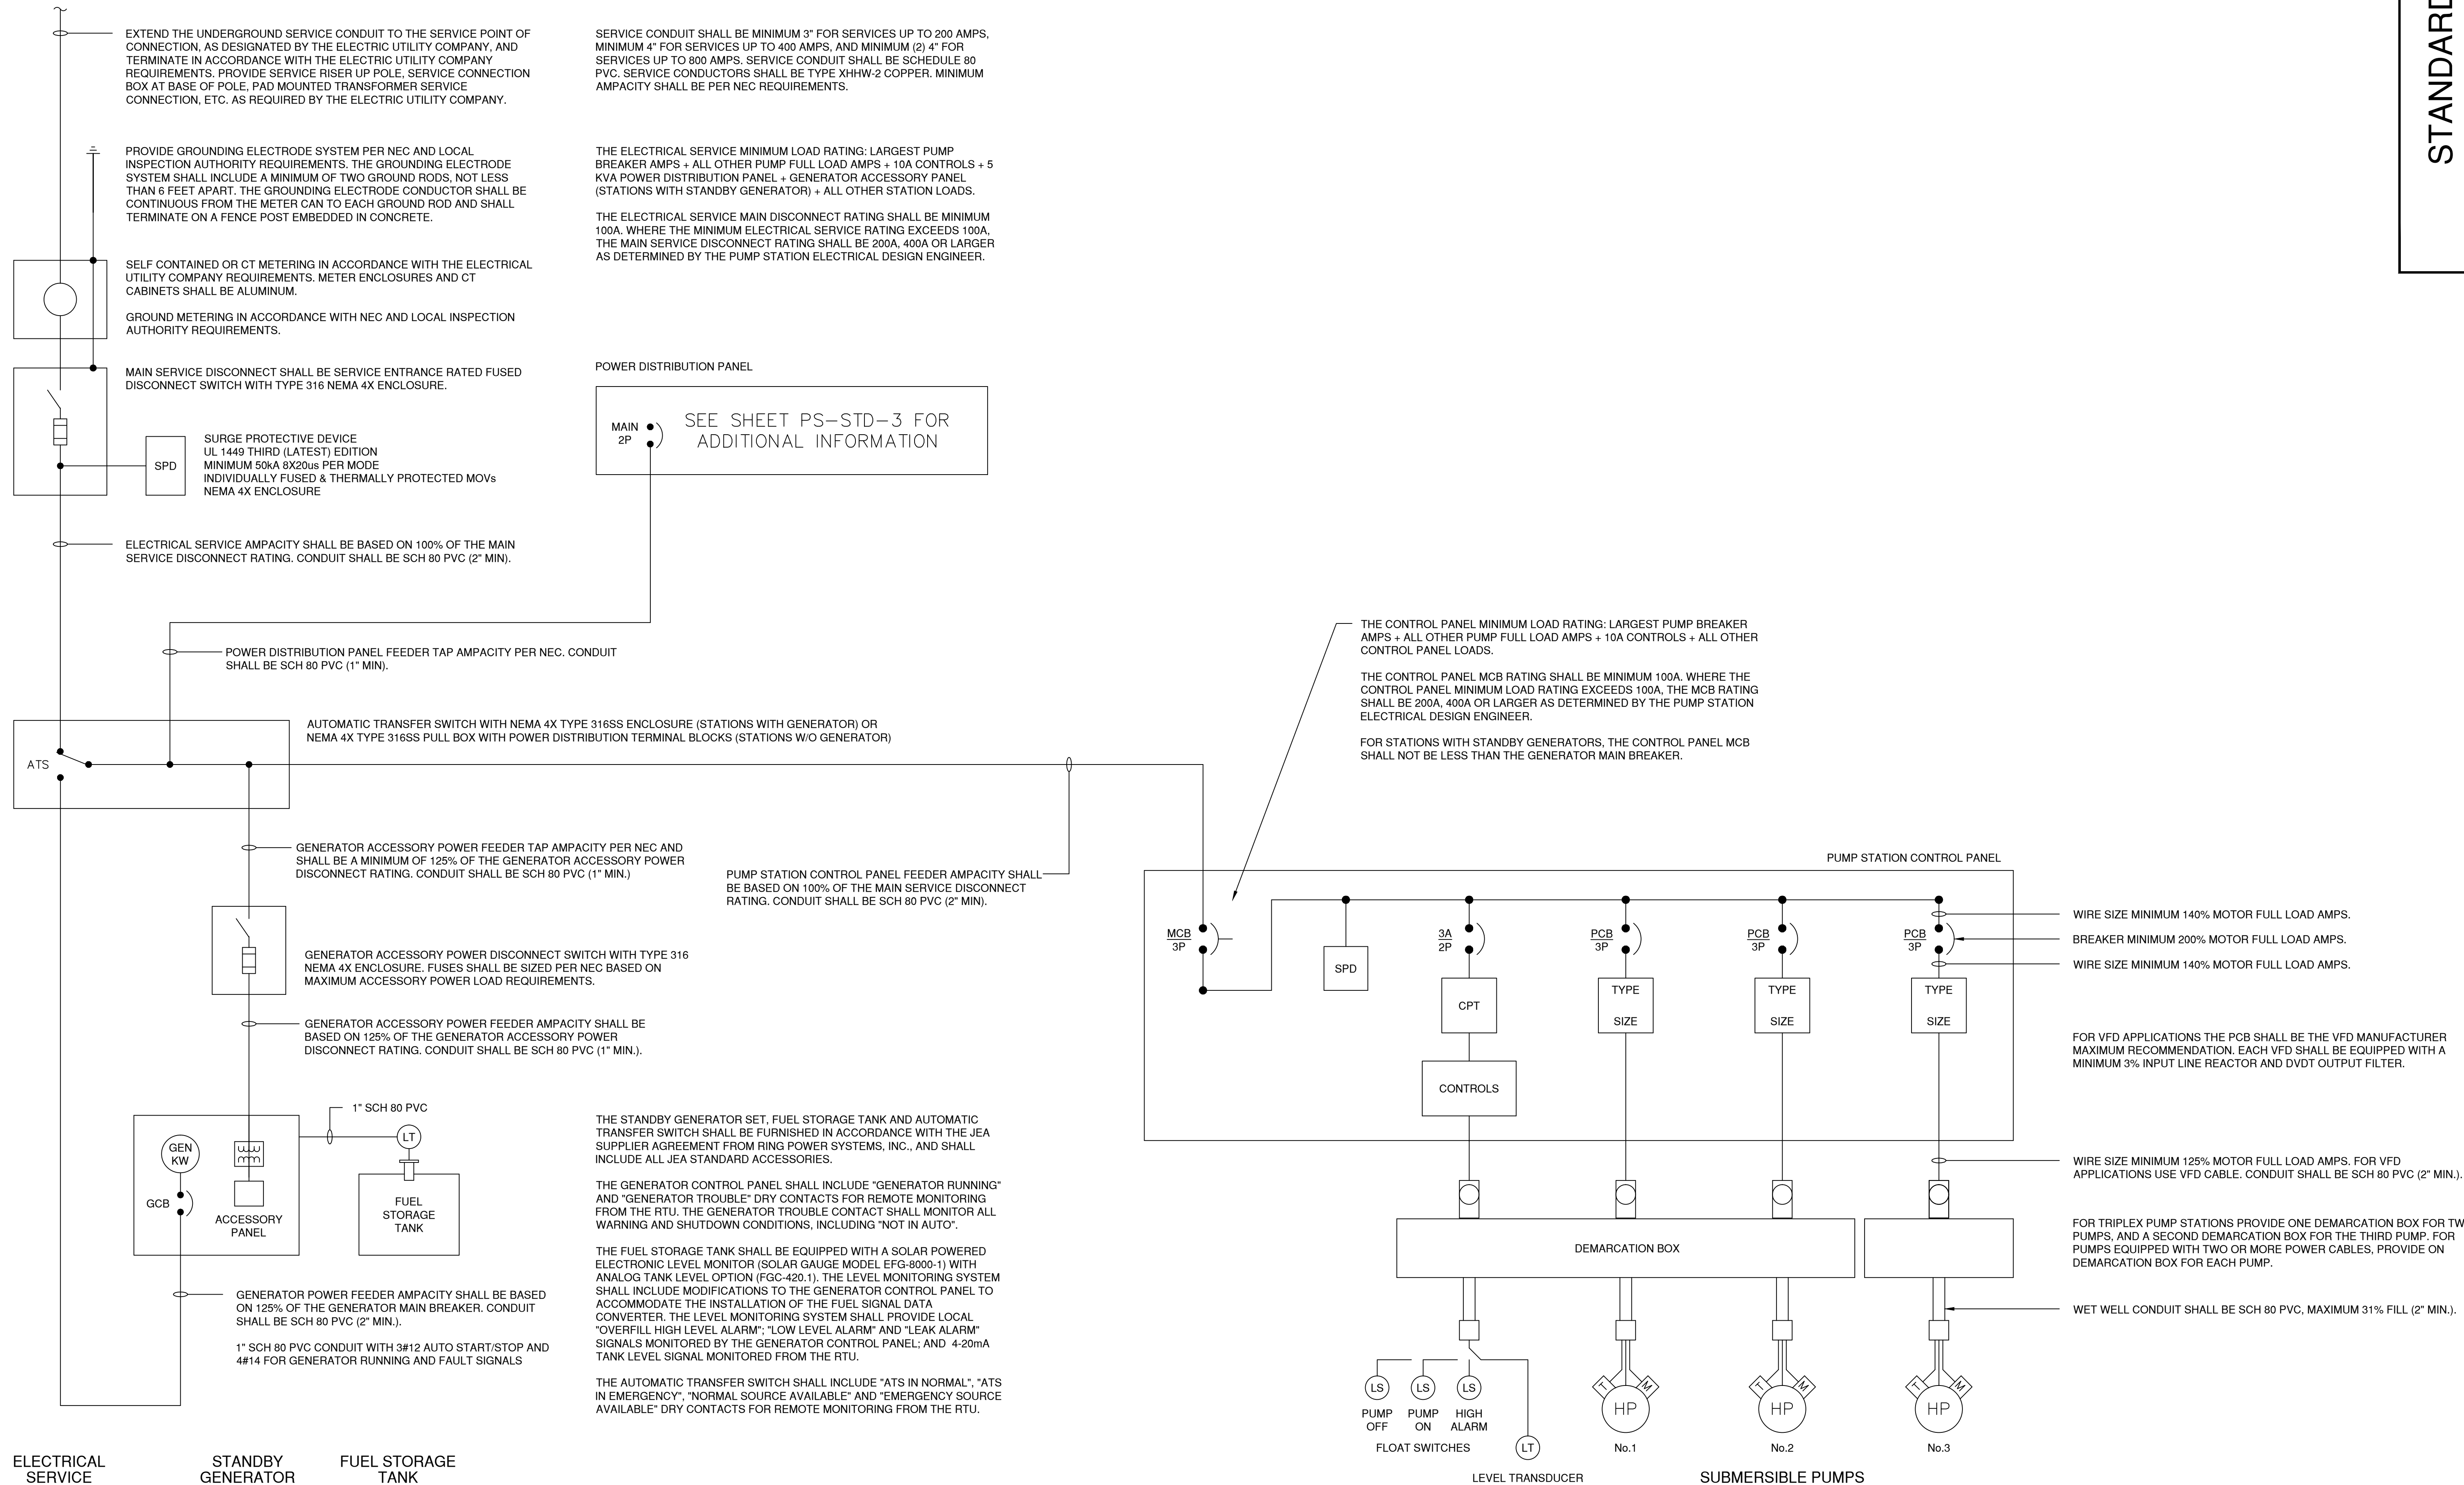 EXTEND THE UNDERGROUND SERVICE CONDUIT TO THE SERVICE POINT OF
CONNECTION, AS DESIGNATED BY THE ELECTRIC UTILITY COMPANY, AND
TERMINATE IN ACCORDANCE WITH THE ELECTRIC UTILITY COMPANY
REQUIREMENTS. PROVIDE SERVICE RISER UP POLE, SERVICE CONNECTION
BOX AT BASE OF POLE, PAD MOUNTED TRANSFORMER SERVICE
CONNECTION, ETC. AS REQUIRED BY THE ELECTRIC UTILITY COMPANY.
SERVICE CONDUIT SHALL BE MINIMUM 3" FOR SERVICES UP TO 200 AMPS,
MINIMUM 4" FOR SERVICES UP TO 400 AMPS, AND MINIMUM (2) 4" FOR
SERVICES UP TO 800 AMPS. SERVICE CONDUIT SHALL BE SCHEDULE 80
PVC. SERVICE CONDUCTORS SHALL BE TYPE XHHW-2 COPPER. MINIMUM
AMPACITY SHALL BE PER NEC REQUIREMENTS.
STANDARD
PROVIDE GROUNDING ELECTRODE SYSTEM PER NEC AND LOCAL
INSPECTION AUTHORITY REQUIREMENTS. THE GROUNDING ELECTRODE
SYSTEM SHALL INCLUDE A MINIMUM OF TWO GROUND RODS, NOT LESS
THAN 6 FEET APART. THE GROUNDING ELECTRODE CONDUCTOR SHALL BE
CONTINUOUS FROM THE METER CAN TO EACH GROUND ROD AND SHALL
TERMINATE ON A FENCE POST EMBEDDED IN CONCRETE.
THE ELECTRICAL SERVICE MINIMUM LOAD RATING: LARGEST PUMP
BREAKER AMPS + ALL OTHER PUMP FULL LOAD AMPS + 10A CONTROLS + 5
KVA POWER DISTRIBUTION PANEL + GENERATOR ACCESSORY PANEL
(STATIONS WITH STANDBY GENERATOR) + ALL OTHER STATION LOADS.
THE ELECTRICAL SERVICE MAIN DISCONNECT RATING SHALL BE MINIMUM
100A. WHERE THE MINIMUM ELECTRICAL SERVICE RATING EXCEEDS 100A,
THE MAIN SERVICE DISCONNECT RATING SHALL BE 200A, 400A OR LARGER
AS DETERMINED BY THE PUMP STATION ELECTRICAL DESIGN ENGINEER.
SELF CONTAINED OR CT METERING IN ACCORDANCE WITH THE ELECTRICAL
UTILITY COMPANY REQUIREMENTS. METER ENCLOSURES AND CT
CABINETS SHALL BE ALUMINUM.
GROUND METERING IN ACCORDANCE WITH NEC AND LOCAL INSPECTION
AUTHORITY REQUIREMENTS.
MAIN SERVICE DISCONNECT SHALL BE SERVICE ENTRANCE RATED FUSED
DISCONNECT SWITCH WITH TYPE 316 NEMA 4X ENCLOSURE.
POWER DISTRIBUTION PANEL
MAIN
2P
SEE SHEET PS-STD-3 FOR
ADDITIONAL INFORMATION
SPD
SURGE PROTECTIVE DEVICE
UL 1449 THIRD (LATEST) EDITION
MINIMUM 50kA 8X20us PER MODE
INDIVIDUALLY FUSED & THERMALLY PROTECTED MOVs
NEMA 4X ENCLOSURE
ELECTRICAL SERVICE AMPACITY SHALL BE BASED ON 100% OF THE MAIN
SERVICE DISCONNECT RATING. CONDUIT SHALL BE SCH 80 PVC (2" MIN).
POWER DISTRIBUTION PANEL FEEDER TAP AMPACITY PER NEC. CONDUIT
SHALL BE SCH 80 PVC (1" MIN).
THE CONTROL PANEL MINIMUM LOAD RATING: LARGEST PUMP BREAKER
AMPS + ALL OTHER PUMP FULL LOAD AMPS + 10A CONTROLS + ALL OTHER
CONTROL PANEL LOADS.
THE CONTROL PANEL MCB RATING SHALL BE MINIMUM 100A. WHERE THE
CONTROL PANEL MINIMUM LOAD RATING EXCEEDS 100A, THE MCB RATING
SHALL BE 200A, 400A OR LARGER AS DETERMINED BY THE PUMP STATION
ELECTRICAL DESIGN ENGINEER.
FOR STATIONS WITH STANDBY GENERATORS, THE CONTROL PANEL MCB
SHALL NOT BE LESS THAN THE GENERATOR MAIN BREAKER.
ATS
AUTOMATIC TRANSFER SWITCH WITH NEMA 4X TYPE 316SS ENCLOSURE (STATIONS WITH GENERATOR) OR
NEMA 4X TYPE 316SS PULL BOX WITH POWER DISTRIBUTION TERMINAL BLOCKS (STATIONS W/O GENERATOR)
GENERATOR ACCESSORY POWER FEEDER TAP AMPACITY PER NEC AND
SHALL BE A MINIMUM OF 125% OF THE GENERATOR ACCESSORY POWER
DISCONNECT RATING. CONDUIT SHALL BE SCH 80 PVC (1" MIN.)
PUMP STATION CONTROL PANEL FEEDER AMPACITY SHALL
BE BASED ON 100% OF THE MAIN SERVICE DISCONNECT
RATING. CONDUIT SHALL BE SCH 80 PVC (2" MIN).
PUMP STATION CONTROL PANEL
MCB
3P
SPD
3A
2P
CPT
CONTROLS
PCB
3P
TYPE
SIZE
PCB
3P
TYPE
SIZE
PCB
3P
TYPE
SIZE
WIRE SIZE MINIMUM 140% MOTOR FULL LOAD AMPS.
BREAKER MINIMUM 200% MOTOR FULL LOAD AMPS.
WIRE SIZE MINIMUM 140% MOTOR FULL LOAD AMPS.
FOR VFD APPLICATIONS THE PCB SHALL BE THE VFD MANUFACTURER
MAXIMUM RECOMMENDATION. EACH VFD SHALL BE EQUIPPED WITH A
MINIMUM 3% INPUT LINE REACTOR AND DVDT OUTPUT FILTER.
GENERATOR ACCESSORY POWER DISCONNECT SWITCH WITH TYPE 316
NEMA 4X ENCLOSURE. FUSES SHALL BE SIZED PER NEC BASED ON
MAXIMUM ACCESSORY POWER LOAD REQUIREMENTS.
GENERATOR ACCESSORY POWER FEEDER AMPACITY SHALL BE
BASED ON 125% OF THE GENERATOR ACCESSORY POWER
DISCONNECT RATING. CONDUIT SHALL BE SCH 80 PVC (1" MIN.).
1" SCH 80 PVC
LT
GEN
KW
GCB
ACCESSORY
PANEL
FUEL
STORAGE
TANK
THE STANDBY GENERATOR SET, FUEL STORAGE TANK AND AUTOMATIC
TRANSFER SWITCH SHALL BE FURNISHED IN ACCORDANCE WITH THE JEA
SUPPLIER AGREEMENT FROM RING POWER SYSTEMS, INC., AND SHALL
INCLUDE ALL JEA STANDARD ACCESSORIES.
THE GENERATOR CONTROL PANEL SHALL INCLUDE "GENERATOR RUNNING"
AND "GENERATOR TROUBLE" DRY CONTACTS FOR REMOTE MONITORING
FROM THE RTU. THE GENERATOR TROUBLE CONTACT SHALL MONITOR ALL
WARNING AND SHUTDOWN CONDITIONS, INCLUDING "NOT IN AUTO".
THE FUEL STORAGE TANK SHALL BE EQUIPPED WITH A SOLAR POWERED
ELECTRONIC LEVEL MONITOR (SOLAR GAUGE MODEL EFG-8000-1) WITH
ANALOG TANK LEVEL OPTION (FGC-420.1). THE LEVEL MONITORING SYSTEM
SHALL INCLUDE MODIFICATIONS TO THE GENERATOR CONTROL PANEL TO
ACCOMMODATE THE INSTALLATION OF THE FUEL SIGNAL DATA
CONVERTER. THE LEVEL MONITORING SYSTEM SHALL PROVIDE LOCAL
"OVERFILL HIGH LEVEL ALARM"; "LOW LEVEL ALARM" AND "LEAK ALARM"
SIGNALS MONITORED BY THE GENERATOR CONTROL PANEL; AND 4-20mA
TANK LEVEL SIGNAL MONITORED FROM THE RTU.
THE AUTOMATIC TRANSFER SWITCH SHALL INCLUDE "ATS IN NORMAL", "ATS
IN EMERGENCY", "NORMAL SOURCE AVAILABLE" AND "EMERGENCY SOURCE
AVAILABLE" DRY CONTACTS FOR REMOTE MONITORING FROM THE RTU.
GENERATOR POWER FEEDER AMPACITY SHALL BE BASED
ON 125% OF THE GENERATOR MAIN BREAKER. CONDUIT
SHALL BE SCH 80 PVC (2" MIN.).
1" SCH 80 PVC CONDUIT WITH 3#12 AUTO START/STOP AND
4#14 FOR GENERATOR RUNNING AND FAULT SIGNALS
WIRE SIZE MINIMUM 125% MOTOR FULL LOAD AMPS. FOR VFD
APPLICATIONS USE VFD CABLE. CONDUIT SHALL BE SCH 80 PVC (2" MIN.).
DEMARCATION BOX
FOR TRIPLEX PUMP STATIONS PROVIDE ONE DEMARCATION BOX FOR TW
PUMPS, AND A SECOND DEMARCATION BOX FOR THE THIRD PUMP. FOR
PUMPS EQUIPPED WITH TWO OR MORE POWER CABLES, PROVIDE ON
DEMARCATION BOX FOR EACH PUMP.
WET WELL CONDUIT SHALL BE SCH 80 PVC, MAXIMUM 31% FILL (2" MIN.).
LS
LS
LS
PUMP
OFF
PUMP
ON
HIGH
ALARM
FLOAT SWITCHES
LT
LEVEL TRANSDUCER
T
M
HP
No.1
T
M
HP
No.2
T
M
HP
No.3
SUBMERSIBLE PUMPS
ELECTRICAL
SERVICE
STANDBY
GENERATOR
FUEL STORAGE
TANK